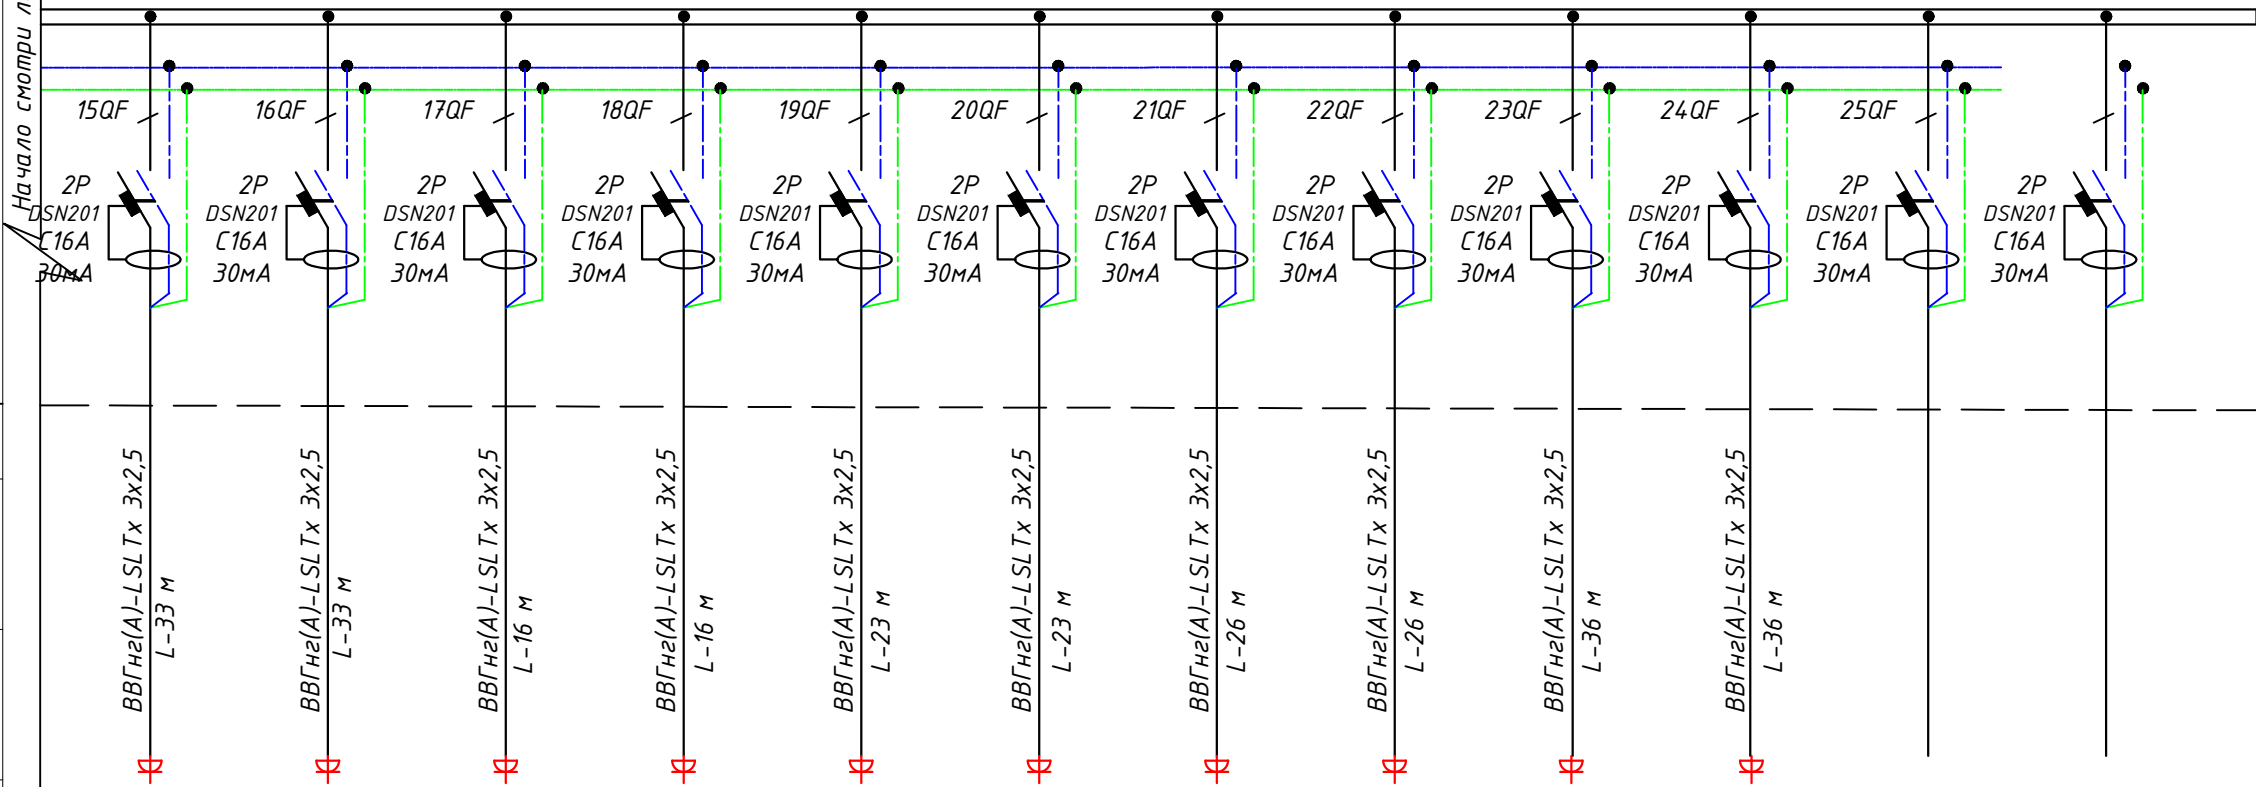 Начало смотри л
15QF
16QF
17QF
18QF
19QF
20QF
21QF
22QF
23QF
24QF
25QF
2P
DSN201
C16A
30мА
2P
DSN201
C16A
30мА
2P
DSN201
C16A
30мА
2P
DSN201
C16A
30мА
2P
DSN201
C16A
30мА
2P
DSN201
C16A
30мА
2P
DSN201
C16A
30мА
2P
DSN201
C16A
30мА
2P
DSN201
C16A
30мА
2P
DSN201
C16A
30мА
2P
DSN201
C16A
30мА
2P
DSN201
C16A
30мА
ВВГнг(А)-LSLTx 3x2,5
L-33 м
ВВГнг(А)-LSLTx 3x2,5
L-33 м
ВВГнг(А)-LSLTx 3x2,5
L-16 м
ВВГнг(А)-LSLTx 3x2,5
L-16 м
ВВГнг(А)-LSLTx 3x2,5
L-23 м
ВВГнг(А)-LSLTx 3x2,5
L-23 м
ВВГнг(А)-LSLTx 3x2,5
L-26 м
ВВГнг(А)-LSLTx 3x2,5
L-26 м
ВВГнг(А)-LSLTx 3x2,5
L-36 м
ВВГнг(А)-LSLTx 3x2,5
L-36 м